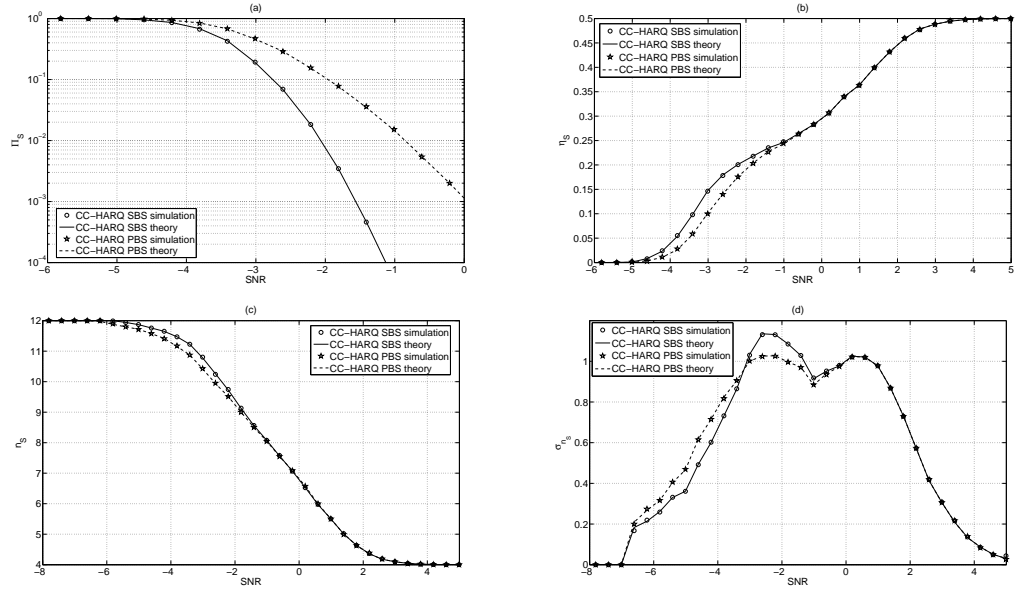 (a)
10^0
10^−1
10^−2
10^−3
10^−4
Π_S
CC−HARQ SBS simulation
CC−HARQ SBS theory
CC−HARQ PBS simulation
CC−HARQ PBS theory
−6 −5 −4 −3 −2 −1 0
SNR
(b)
0.5
0.45
0.4
0.35
0.3
0.25
0.2
0.15
0.1
0.05
0
η_S
CC−HARQ SBS simulation
CC−HARQ SBS theory
CC−HARQ PBS simulation
CC−HARQ PBS theory
−6 −5 −4 −3 −2 −1 0 1 2 3 4 5
SNR
(c)
12
11
10
9
8
7
6
5
4
n_S
CC−HARQ SBS simulation
CC−HARQ SBS theory
CC−HARQ PBS simulation
CC−HARQ PBS theory
−8 −6 −4 −2 0 2 4
SNR
(d)
1
0.8
0.6
0.4
0.2
0
σ_n_S
CC−HARQ SBS simulation
CC−HARQ SBS theory
CC−HARQ PBS simulation
CC−HARQ PBS theory
−8 −6 −4 −2 0 2 4
SNR